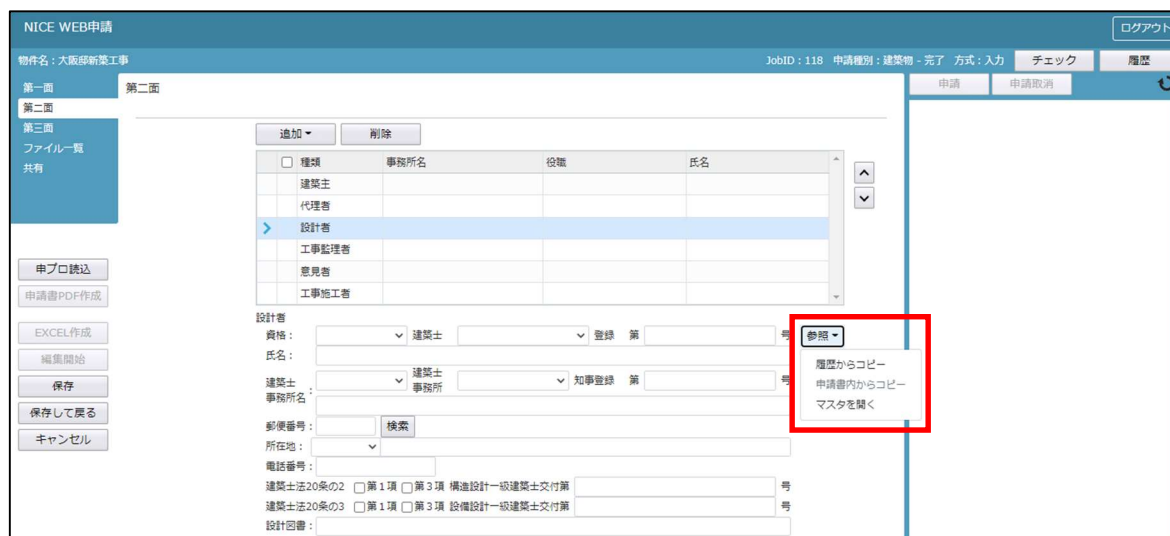 NICE WEB申請
ログアウト
物件名：大阪邸新築工事
JobID：118 申請種別：建築物 - 完了 方式：入力 チェック 履歴
申請 申請取消
第一面
第二面
第三面
ファイル一覧
共有
第二面
追加 削除
種類 事務所名 役職 氏名
建築主
代理者
設計者
工事監理者
意見者
工事施工者
申プロ読込
申請書PDF作成
EXCEL作成
編集開始
保存
保存して戻る
キャンセル
設計者
資格： 建築士 登録 第 号 参照
履歴からコピー
申請書内からコピー
マスタを開く
氏名：
建築士事務所名： 建築士事務所 知事登録 第 号
郵便番号： 検索
所在地：
電話番号：
建築士法20条の2 第1項 第3項 構造設計一級建築士交付第 号
建築士法20条の3 第1項 第3項 設備設計一級建築士交付第 号
設計図書：